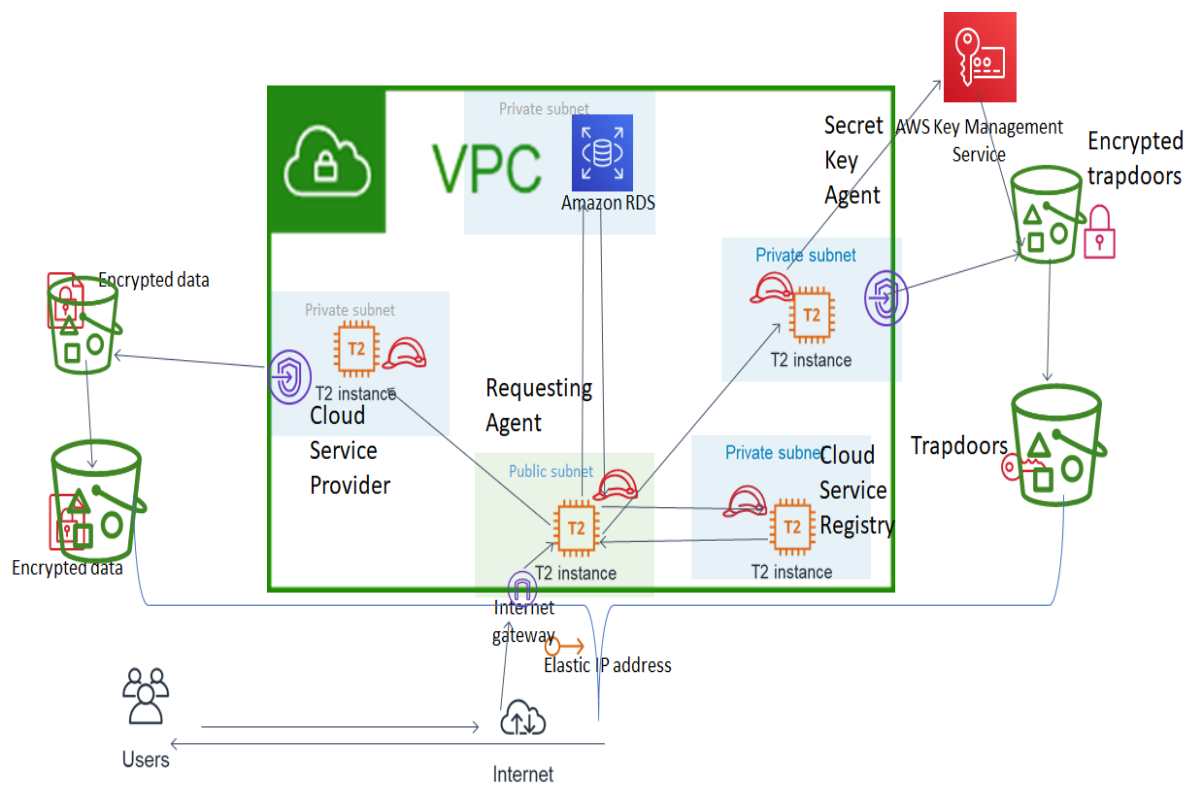 Private subnet
VPC
Amazon RDS
Secret
Key
Agent
AWS Key Management
Service
Encrypted
trapdoors
Encrypted data
Private subnet
T2
T2 instance
Cloud
Service
Provider
Requesting
Agent
Private subnet
T2
T2 instance
Public subnet
T2
T2 instance
Private subnet
Cloud
Service
Registry
T2
T2 instance
Trapdoors
Encrypted data
Internet
gateway
Elastic IP address
Users
Internet